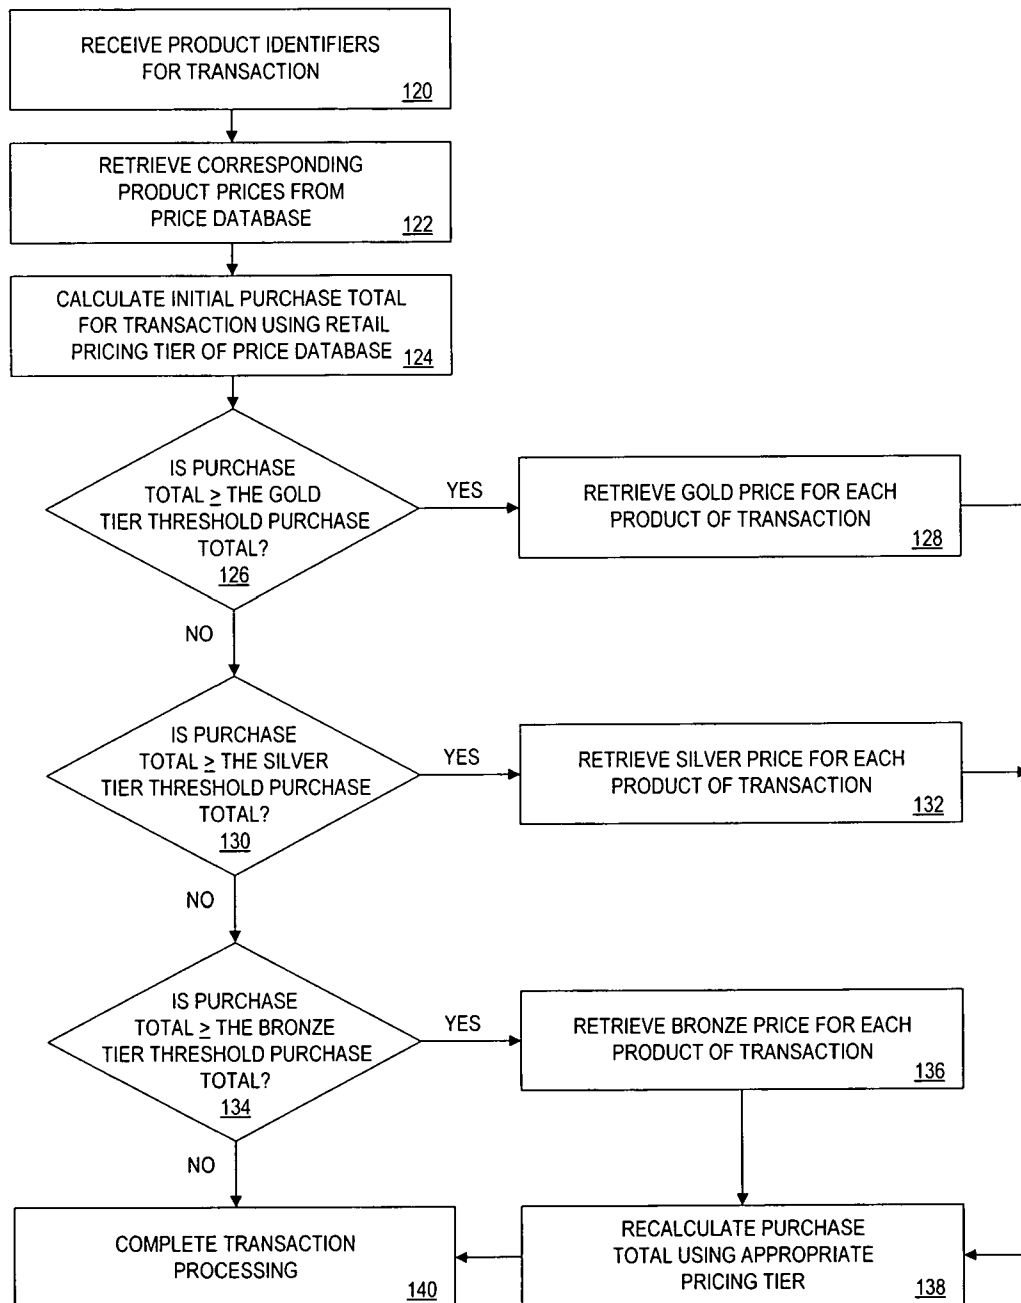 RECEIVE PRODUCT IDENTIFIERS
FOR TRANSACTION
120
RETRIEVE CORRESPONDING
PRODUCT PRICES FROM
PRICE DATABASE
122
CALCULATE INITIAL PURCHASE TOTAL
FOR TRANSACTION USING RETAIL
PRICING TIER OF PRICE DATABASE
124
IS PURCHASE
TOTAL ≥ THE GOLD
TIER THRESHOLD PURCHASE
TOTAL?
126
YES
RETRIEVE GOLD PRICE FOR EACH
PRODUCT OF TRANSACTION
128
NO
IS PURCHASE
TOTAL ≥ THE SILVER
TIER THRESHOLD PURCHASE
TOTAL?
130
YES
RETRIEVE SILVER PRICE FOR EACH
PRODUCT OF TRANSACTION
132
NO
IS PURCHASE
TOTAL ≥ THE BRONZE
TIER THRESHOLD PURCHASE
TOTAL?
134
YES
RETRIEVE BRONZE PRICE FOR EACH
PRODUCT OF TRANSACTION
136
NO
COMPLETE TRANSACTION
PROCESSING
140
RECALCULATE PURCHASE
TOTAL USING APPROPRIATE
PRICING TIER
138